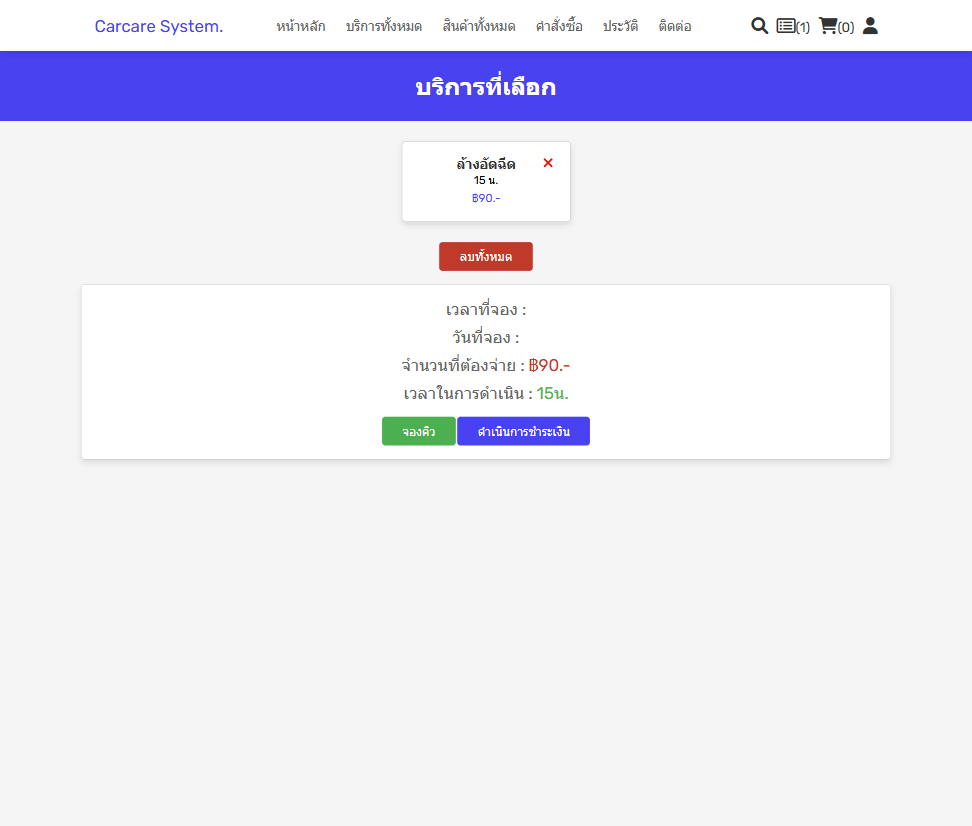 Carcare System. หน้าหลัก บริการทั้งหมด สินค้าทั้งหมด คำสั่งซื้อ ประวัติ ติดต่อ (1) (0)
บริการที่เลือก
ล้างอัดฉีด
15 น.
฿90.-
ลบทั้งหมด
เวลาที่จอง :
วันที่จอง :
จำนวนที่ต้องจ่าย : ฿90.-
เวลาในการดำเนิน : 15น.
จองคิว ดำเนินการชำระเงิน